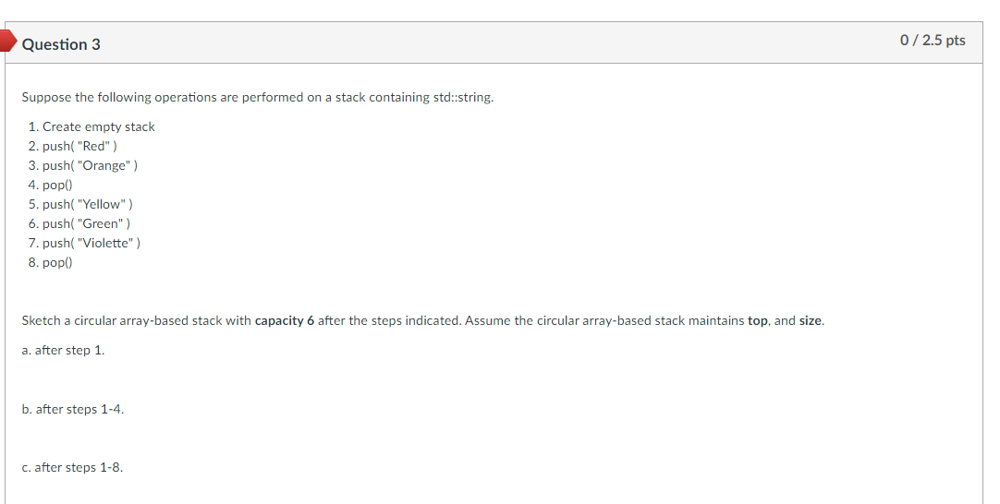 Question 3
0 / 2.5 pts
Suppose the following operations are performed on a stack containing std::string.
1. Create empty stack
2. push( "Red" )
3. push( "Orange" )
4. pop()
5. push( "Yellow" )
6. push( "Green" )
7. push( "Violette" )
8. pop()
Sketch a circular array-based stack with capacity 6 after the steps indicated. Assume the circular array-based stack maintains top, and size.
a. after step 1.
b. after steps 1-4.
c. after steps 1-8.